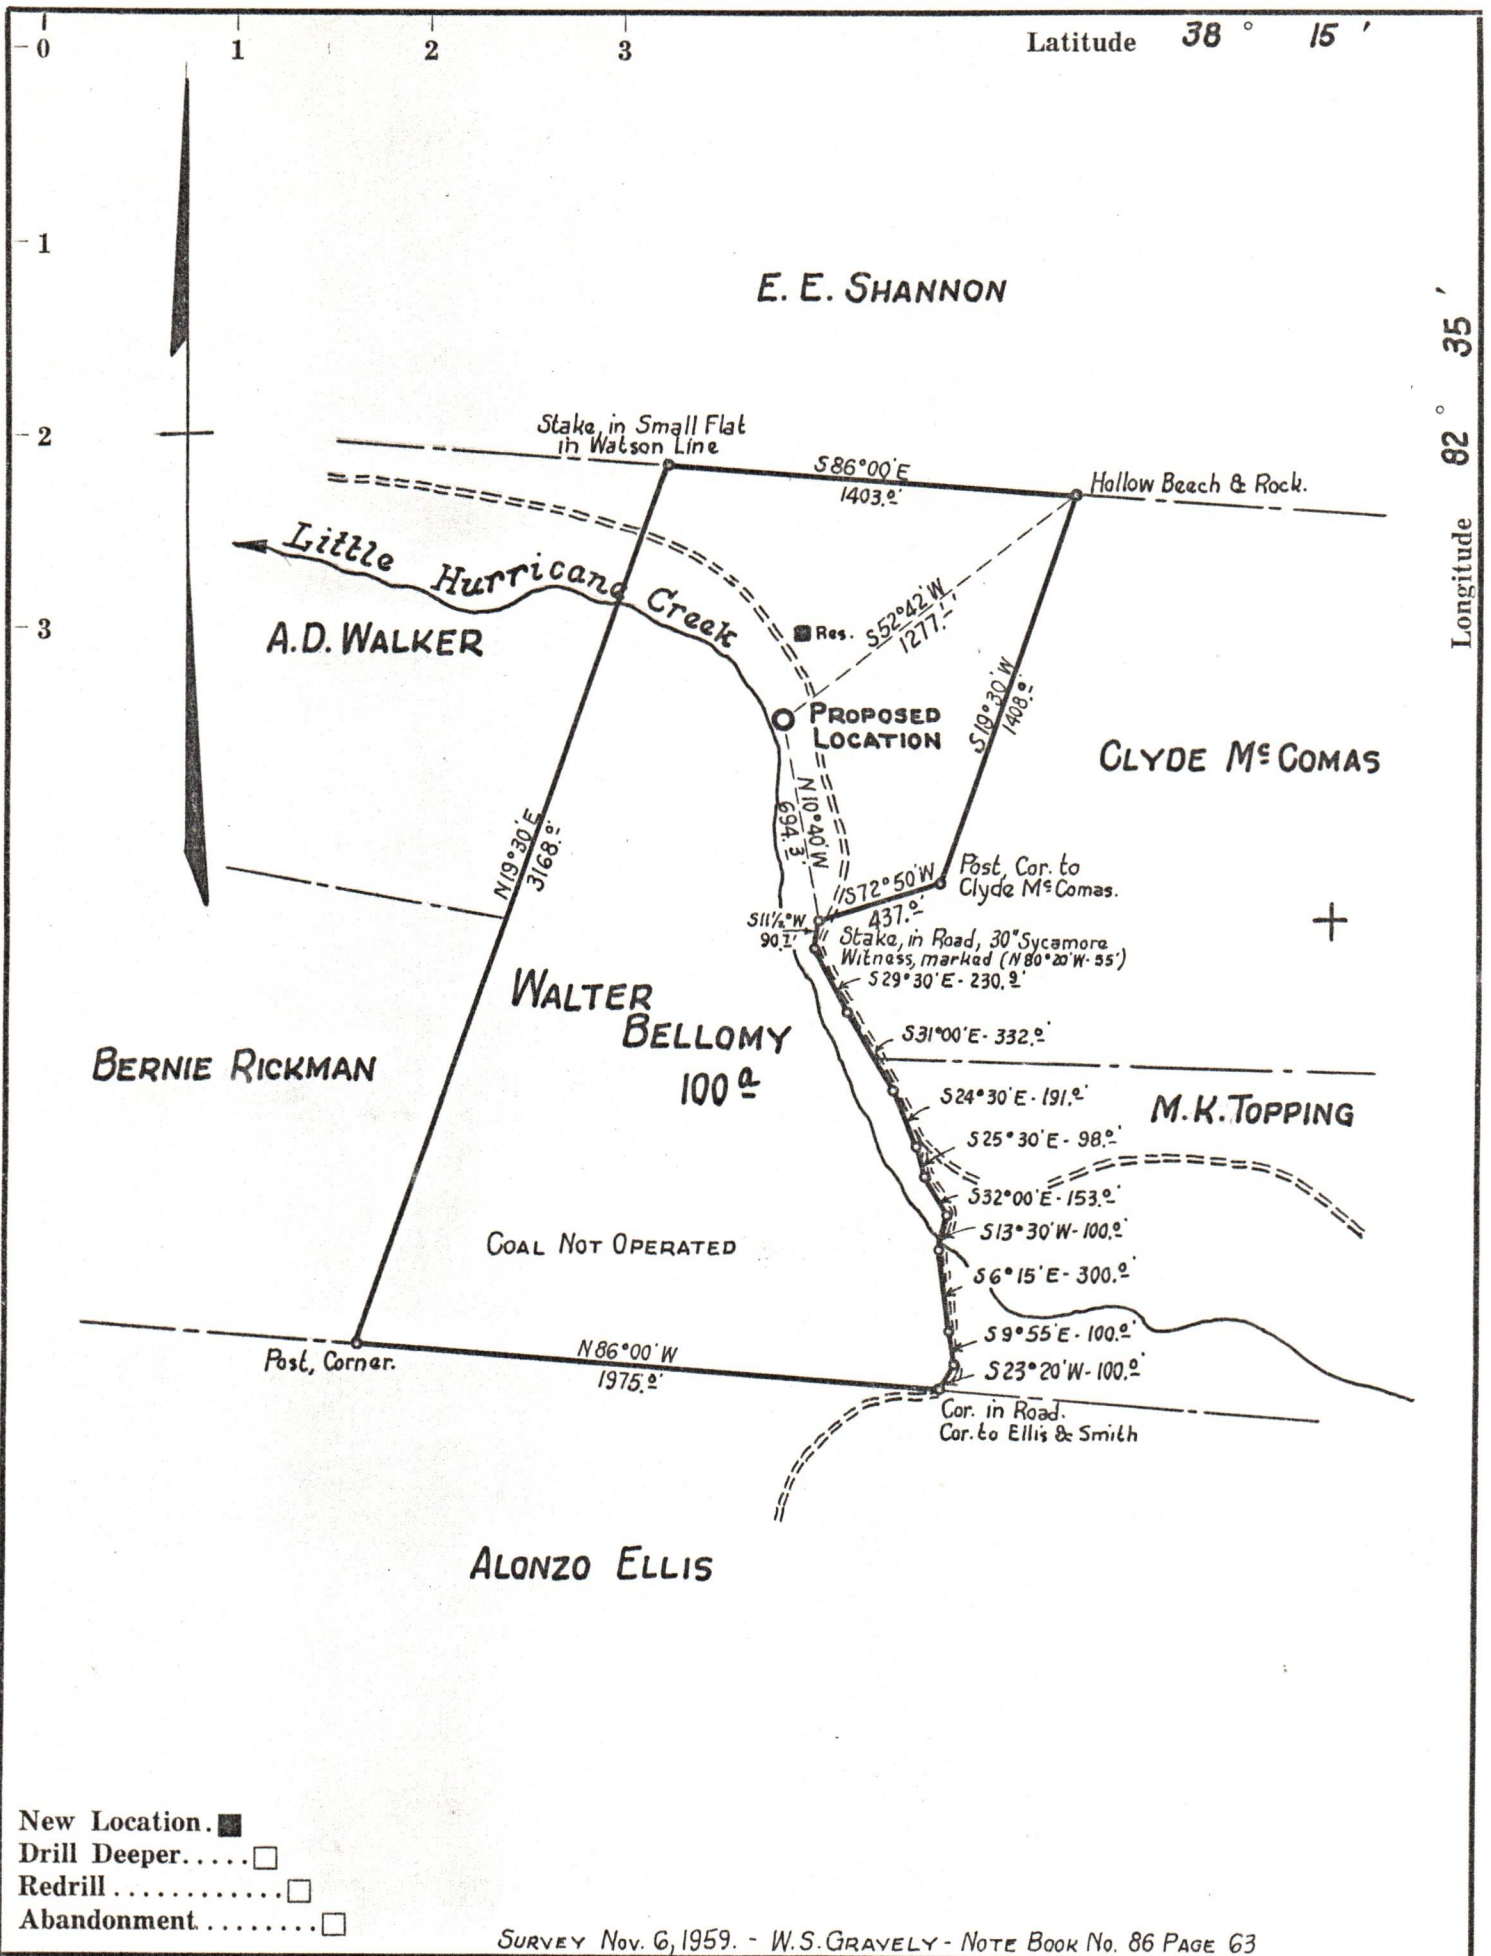 0 1 2 3 Latitude 38 ° 15 '
1
2
3
Longitude 82 ° 35 '
E. E. SHANNON
Stake, in Small Flat
in Watson Line
S86°00'E
1403.0'
Hollow Beech & Rock.
Little Hurricane Creek
A.D. WALKER
Res.
S52°42'W
1277.1'
PROPOSED
LOCATION
S19°30'W
1408.0'
CLYDE McCOMAS
N10°40'W
694.3'
N19°30'E
3168.0'
S72°50'W
437.0'
Post, Cor. to
Clyde McComas.
S11½°W
90.1'
Stake, in Road, 30" Sycamore
Witness, marked (N80°20'W-55')
S29°30'E - 230.0'
WALTER
BELLOMY
100 a
S31°00'E - 332.0'
BERNIE RICKMAN
S24°30'E - 191.0'
M.K. TOPPING
S25°30'E - 98.0'
S32°00'E - 153.0'
S13°30'W - 100.0'
COAL NOT OPERATED
S6°15'E - 300.0'
S9°55'E - 100.0'
S23°20'W - 100.0'
Post, Corner.
N86°00'W
1975.0'
Cor. in Road.
Cor. to Ellis & Smith
ALONZO ELLIS
New Location. ■
Drill Deeper..... □
Redrill ............ □
Abandonment ........ □
SURVEY NOV. 6, 1959. - W.S. GRAVELY - NOTE BOOK NO. 86 PAGE 63